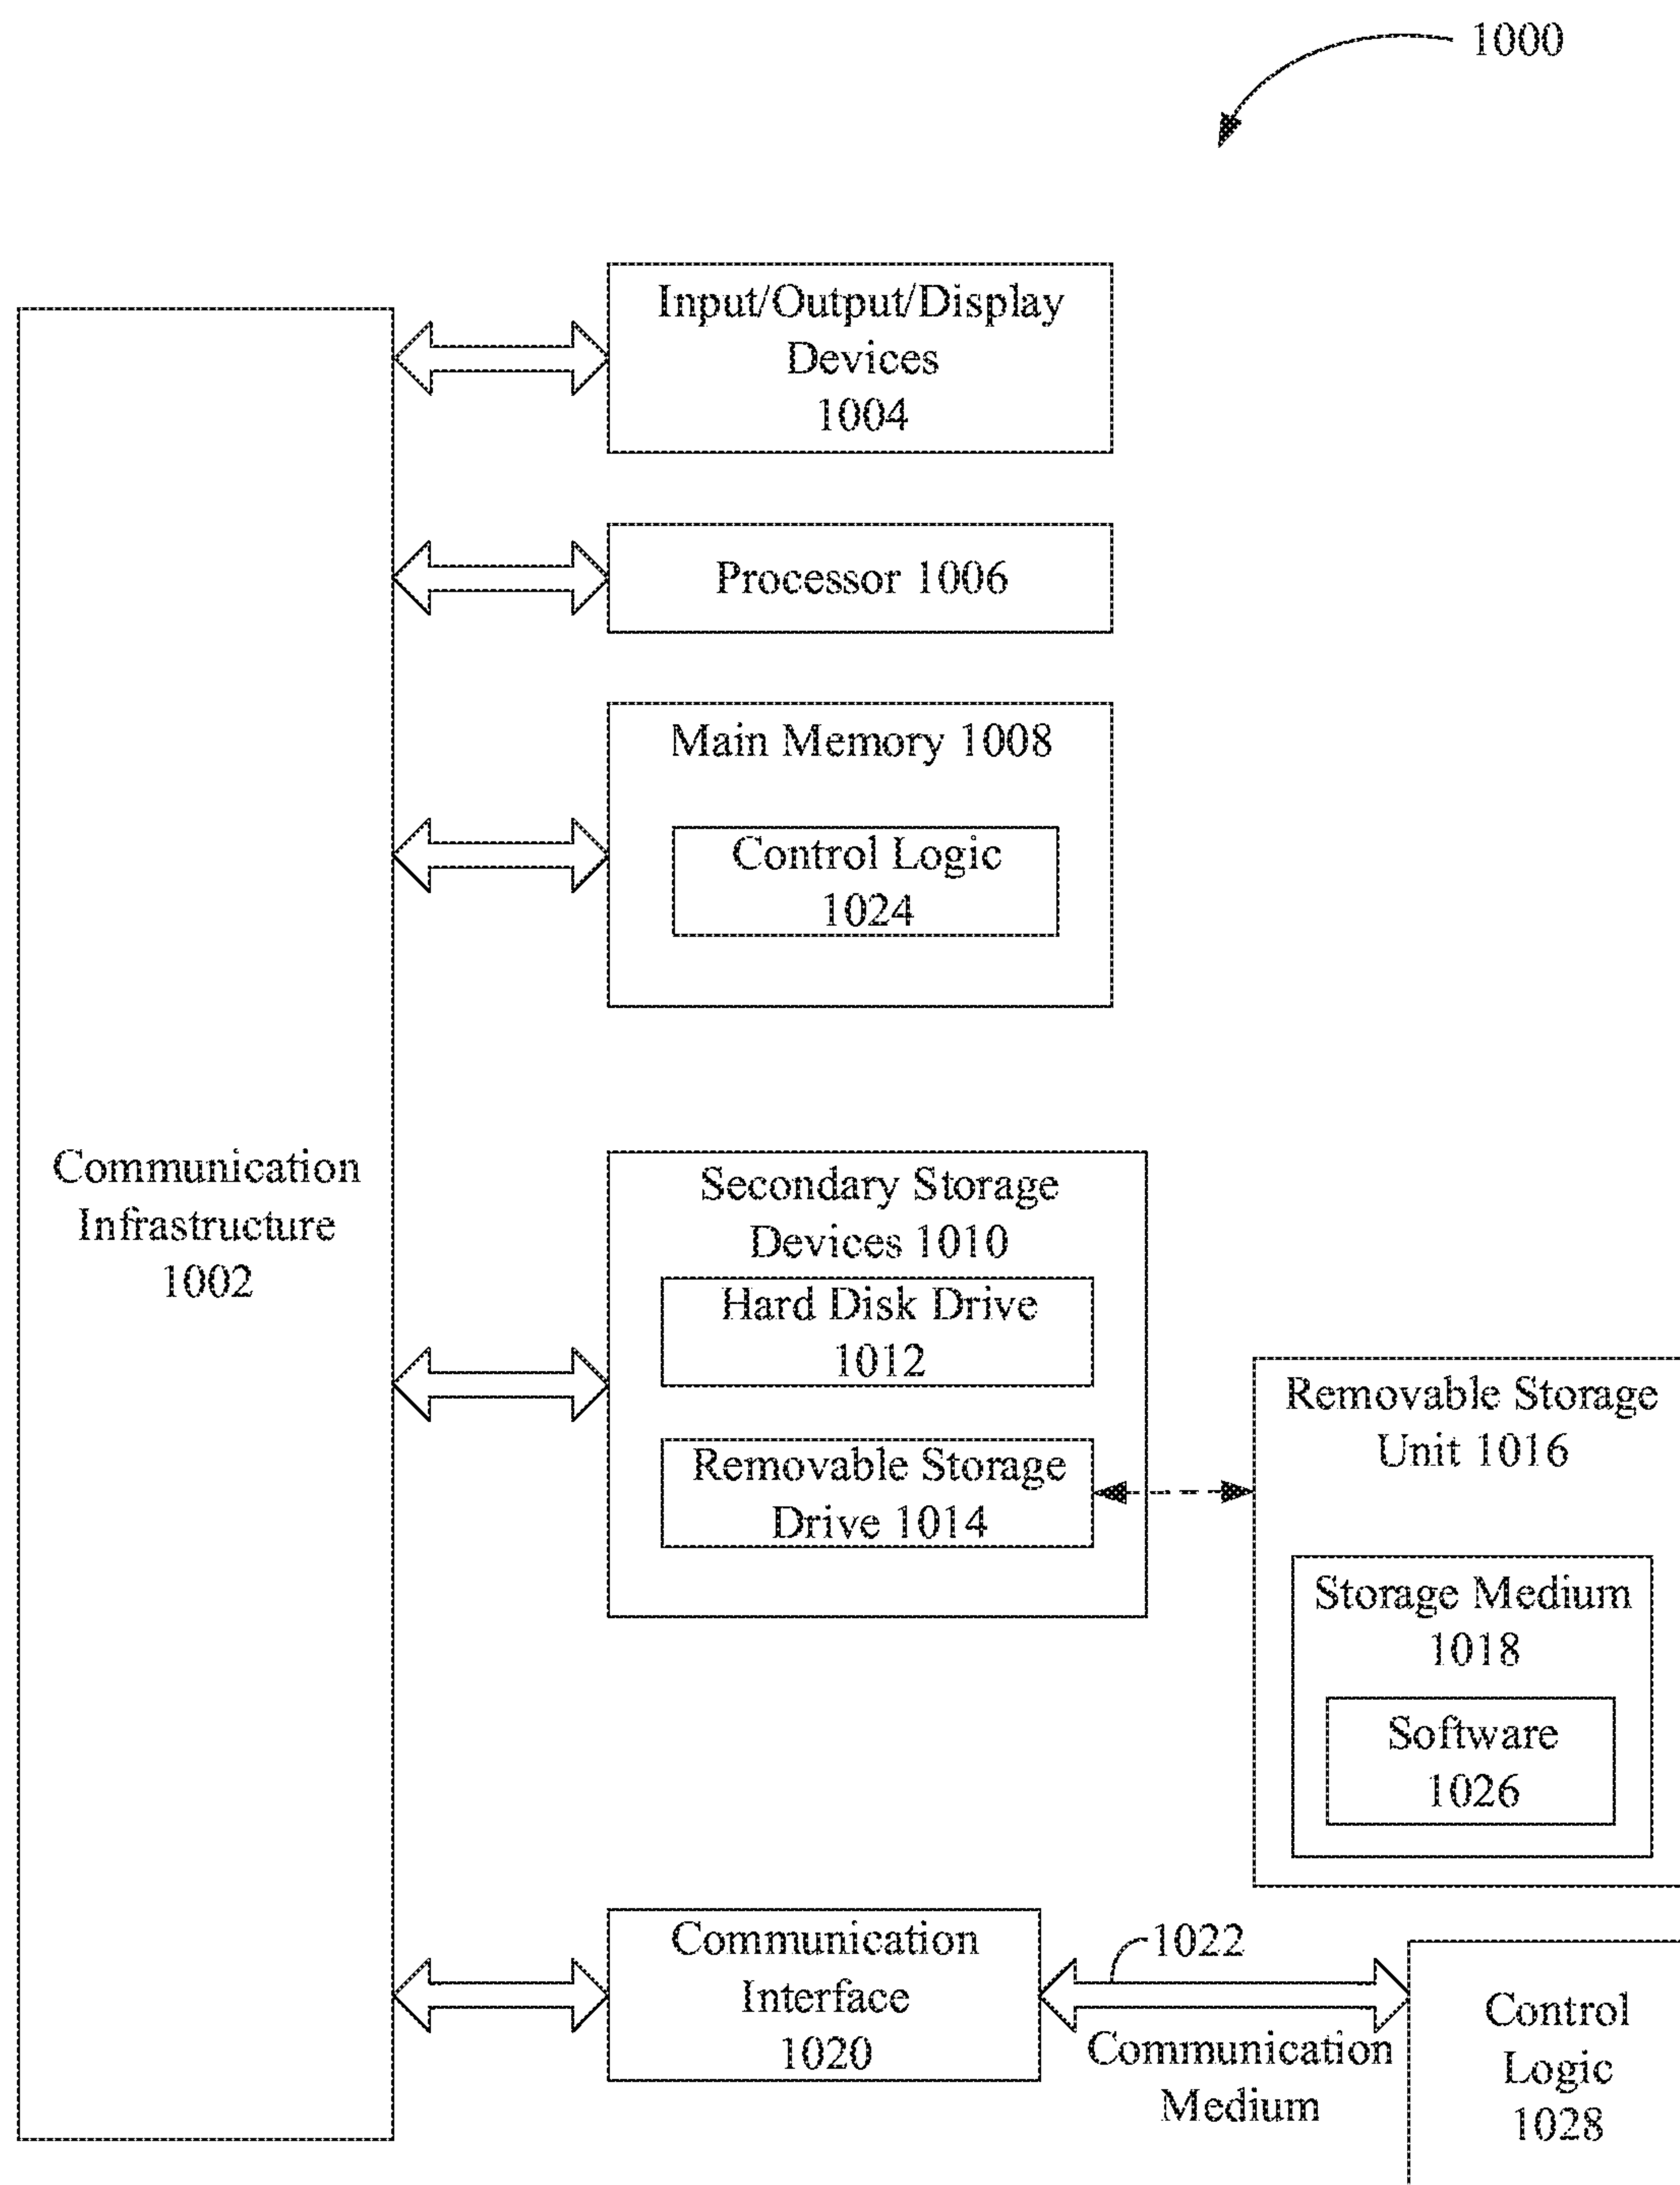 1000
Input/Output/Display
Devices
1004
Processor 1006
Main Memory 1008
Control Logic
1024
Communication
Infrastructure
1002
Secondary Storage
Devices 1010
Hard Disk Drive
1012
Removable Storage
Drive 1014
Removable Storage
Unit 1016
Storage Medium
1018
Software
1026
Communication
Interface
1020
1022
Communication
Medium
Control
Logic
1028